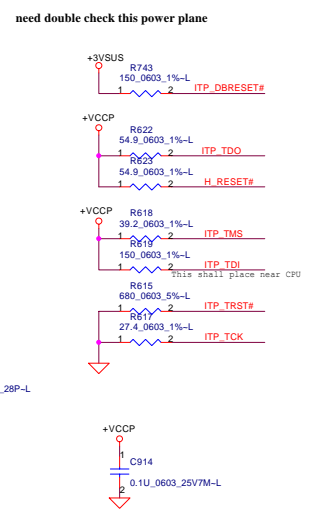 need double check this power plane
+3VSUS
R743
150_0603_1%~L
1 2 ITP_DBRESET#
+VCCP
R622
54.9_0603_1%~L
1 2 ITP_TDO
R623
54.9_0603_1%~L
1 2 H_RESET#
+VCCP
R618
39.2_0603_1%~L
1 2 ITP_TMS
R619
150_0603_1%~L
1 2 ITP_TDI
This shall place near CPU
R615
680_0603_5%~L
1 2 ITP_TRST#
R617
27.4_0603_1%~L
1 2 ITP_TCK
_28P~L
+VCCP
1
C914
0.1U_0603_25V7M~L
2